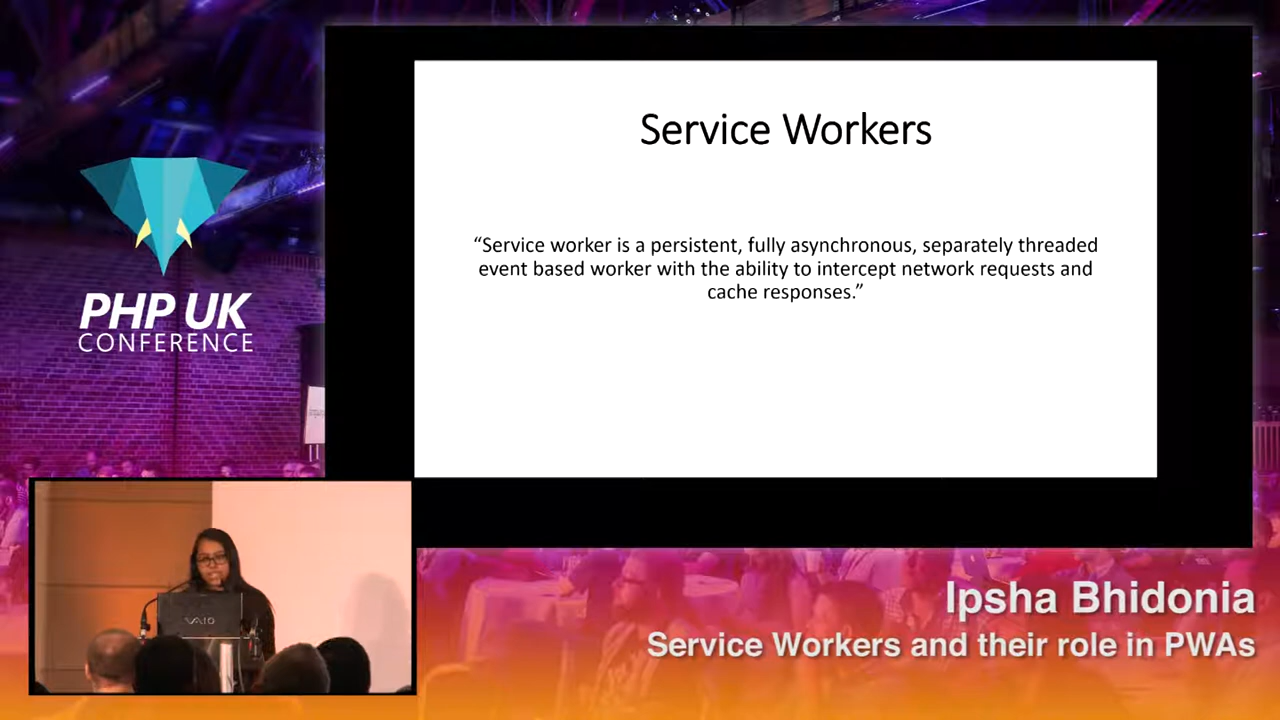 Service Workers
“Service worker is a persistent, fully asynchronous, separately threaded
event based worker with the ability to intercept network requests and
cache responses.”
PHP UK
CONFERENCE
VAIO
Ipsha Bhidonia
Service Workers and their role in PWAs